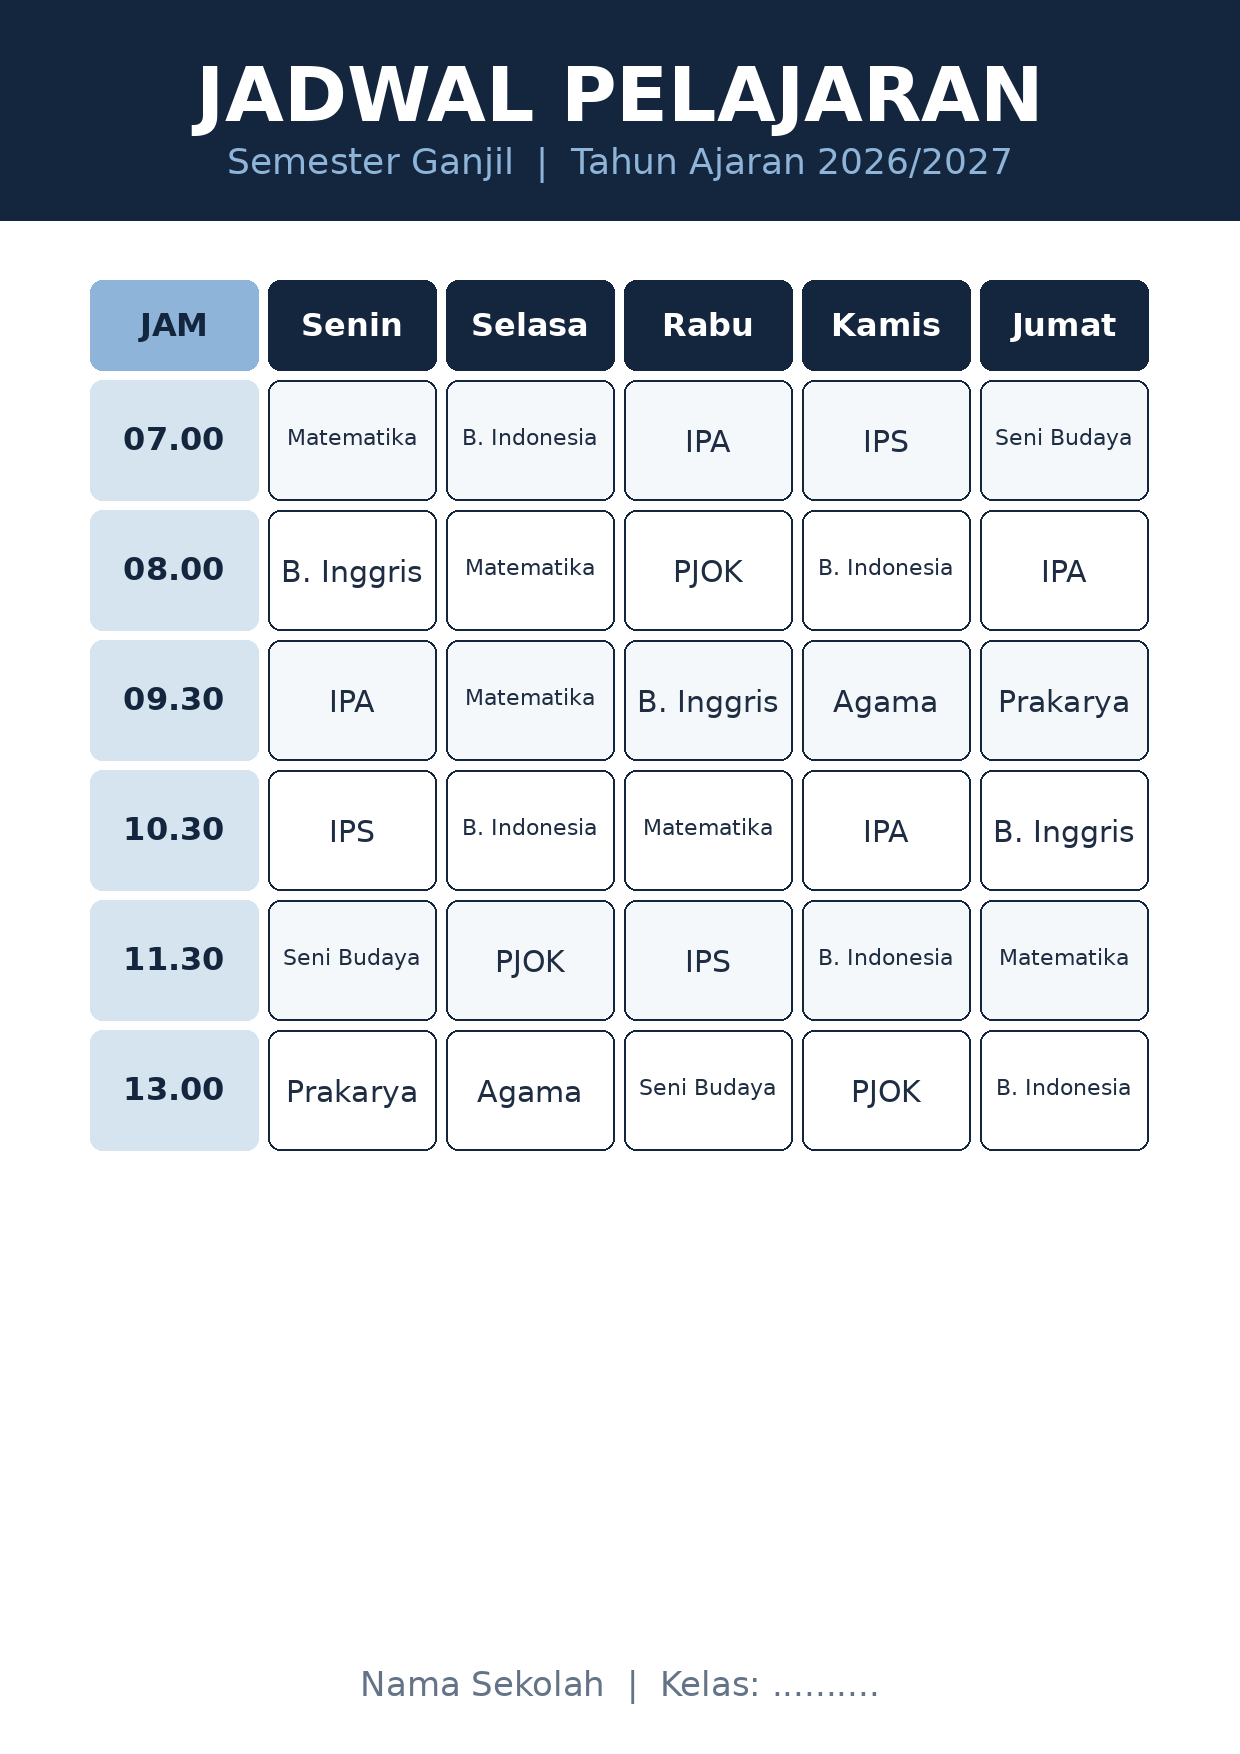 JADWAL PELAJARAN
Semester Ganjil | Tahun Ajaran 2026/2027
JAM Senin Selasa Rabu Kamis Jumat
07.00 Matematika B. Indonesia IPA IPS Seni Budaya
08.00 B. Inggris Matematika PJOK B. Indonesia IPA
09.30 IPA Matematika B. Inggris Agama Prakarya
10.30 IPS B. Indonesia Matematika IPA B. Inggris
11.30 Seni Budaya PJOK IPS B. Indonesia Matematika
13.00 Prakarya Agama Seni Budaya PJOK B. Indonesia
Nama Sekolah | Kelas: ..........